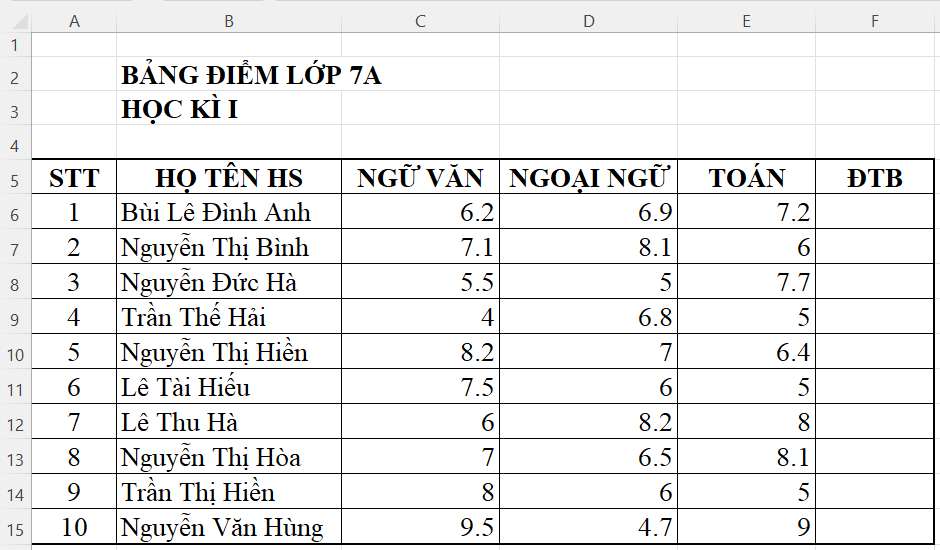 A B C D E F
1
2 BẢNG ĐIỂM LỚP 7A
3 HỌC KÌ I
4
5 STT HỌ TÊN HS NGỮ VĂN NGOẠI NGỮ TOÁN ĐTB
6 1 Bùi Lê Đình Anh 6.2 6.9 7.2
7 2 Nguyễn Thị Bình 7.1 8.1 6
8 3 Nguyễn Đức Hà 5.5 5 7.7
9 4 Trần Thế Hải 4 6.8 5
10 5 Nguyễn Thị Hiền 8.2 7 6.4
11 6 Lê Tài Hiếu 7.5 6 5
12 7 Lê Thu Hà 6 8.2 8
13 8 Nguyễn Thị Hòa 7 6.5 8.1
14 9 Trần Thị Hiền 8 6 5
15 10 Nguyễn Văn Hùng 9.5 4.7 9